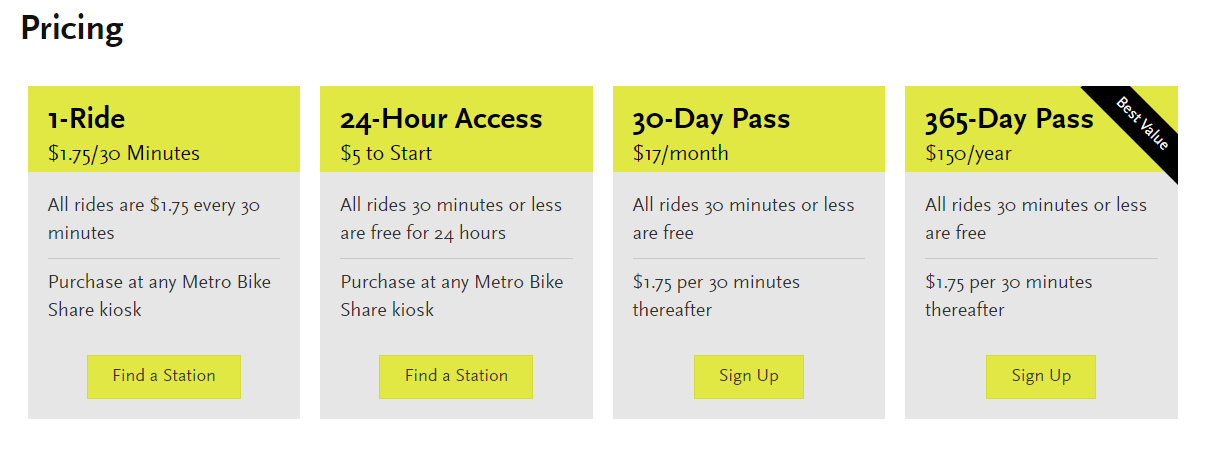 Pricing
1-Ride
$1.75/30 Minutes
All rides are $1.75 every 30
minutes
Purchase at any Metro Bike
Share kiosk
Find a Station
24-Hour Access
$5 to Start
All rides 30 minutes or less
are free for 24 hours
Purchase at any Metro Bike
Share kiosk
Find a Station
30-Day Pass
$17/month
All rides 30 minutes or less
are free
$1.75 per 30 minutes
thereafter
Sign Up
365-Day Pass
$150/year
Best Value
All rides 30 minutes or less
are free
$1.75 per 30 minutes
thereafter
Sign Up